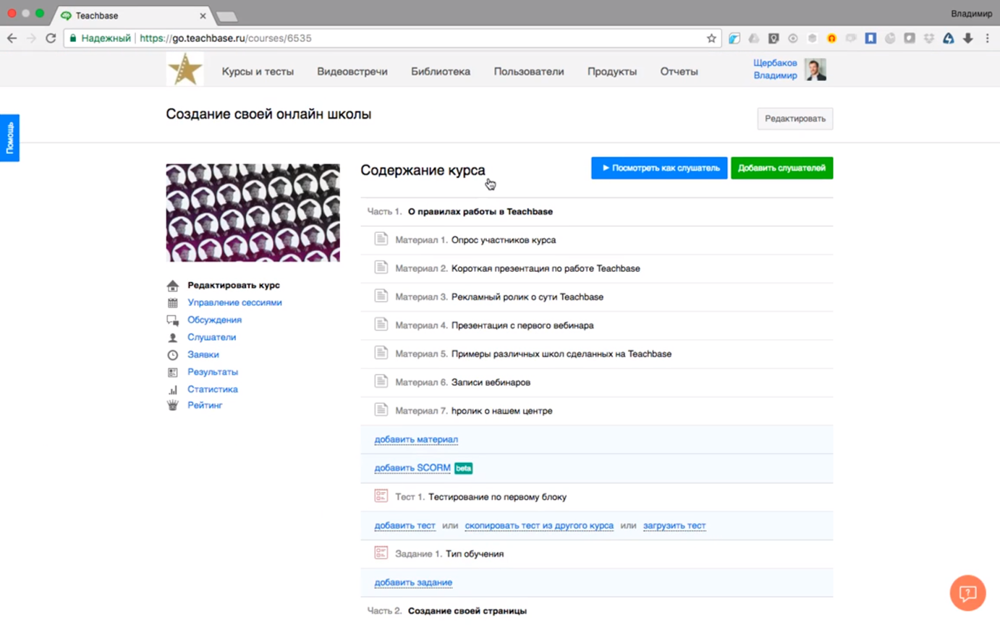 Teachbase
Владимир
Надежный https://go.teachbase.ru/courses/6535
Курсы и тесты Видеовстречи Библиотека Пользователи Продукты Отчеты
Щербаков
Владимир
Помощь
Создание своей онлайн школы
Редактировать
Содержание курса
Посмотреть как слушатель
Добавить слушателей
Часть 1. О правилах работы в Teachbase
Материал 1. Опрос участников курса
Материал 2. Короткая презентация по работе Teachbase
Материал 3. Рекламный ролик о сути Teachbase
Материал 4. Презентация с первого вебинара
Материал 5. Примеры различных школ сделанных на Teachbase
Материал 6. Записи вебинаров
Материал 7. hролик о нашем центре
добавить материал
добавить SCORM beta
Тест 1. Тестирование по первому блоку
добавить тест или скопировать тест из другого курса или загрузить тест
Задание 1. Тип обучения
добавить задание
Часть 2. Создание своей страницы
Редактировать курс
Управление сессиями
Обсуждения
Слушатели
Заявки
Результаты
Статистика
Рейтинг